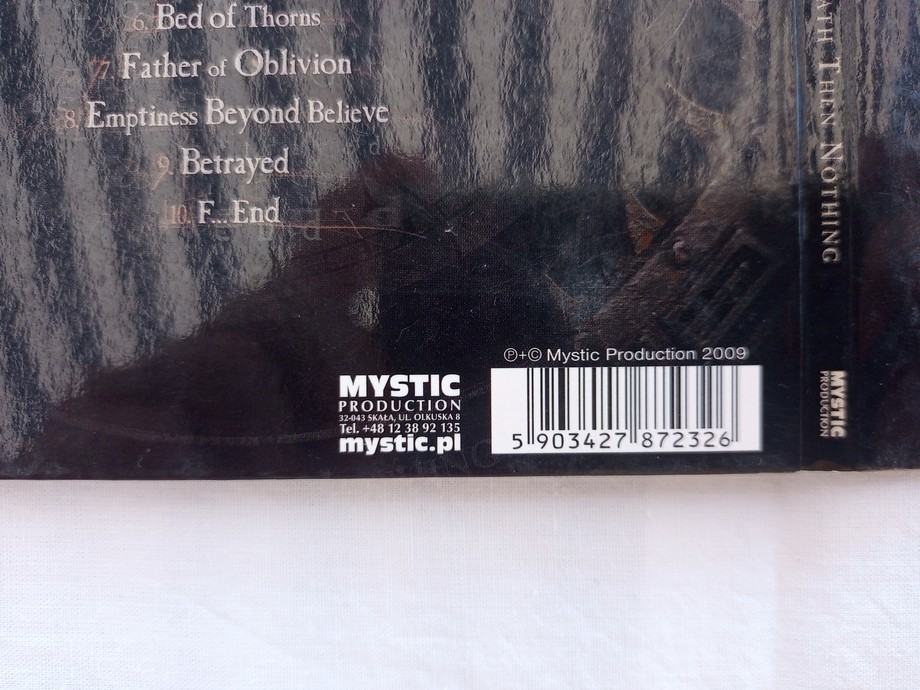 6. Bed of Thorns
7. Father of Oblivion
8. Emptiness Beyond Believe
9. Betrayed
10. F...End
℗+© Mystic Production 2009
MYSTIC
PRODUCTION
32-043 SKAŁA, UL. OLKUSKA 8
Tel. +48 12 38 92 135
mystic.pl
5 903427 872326
THEN NOTHING
MYSTIC
PRODUCTION